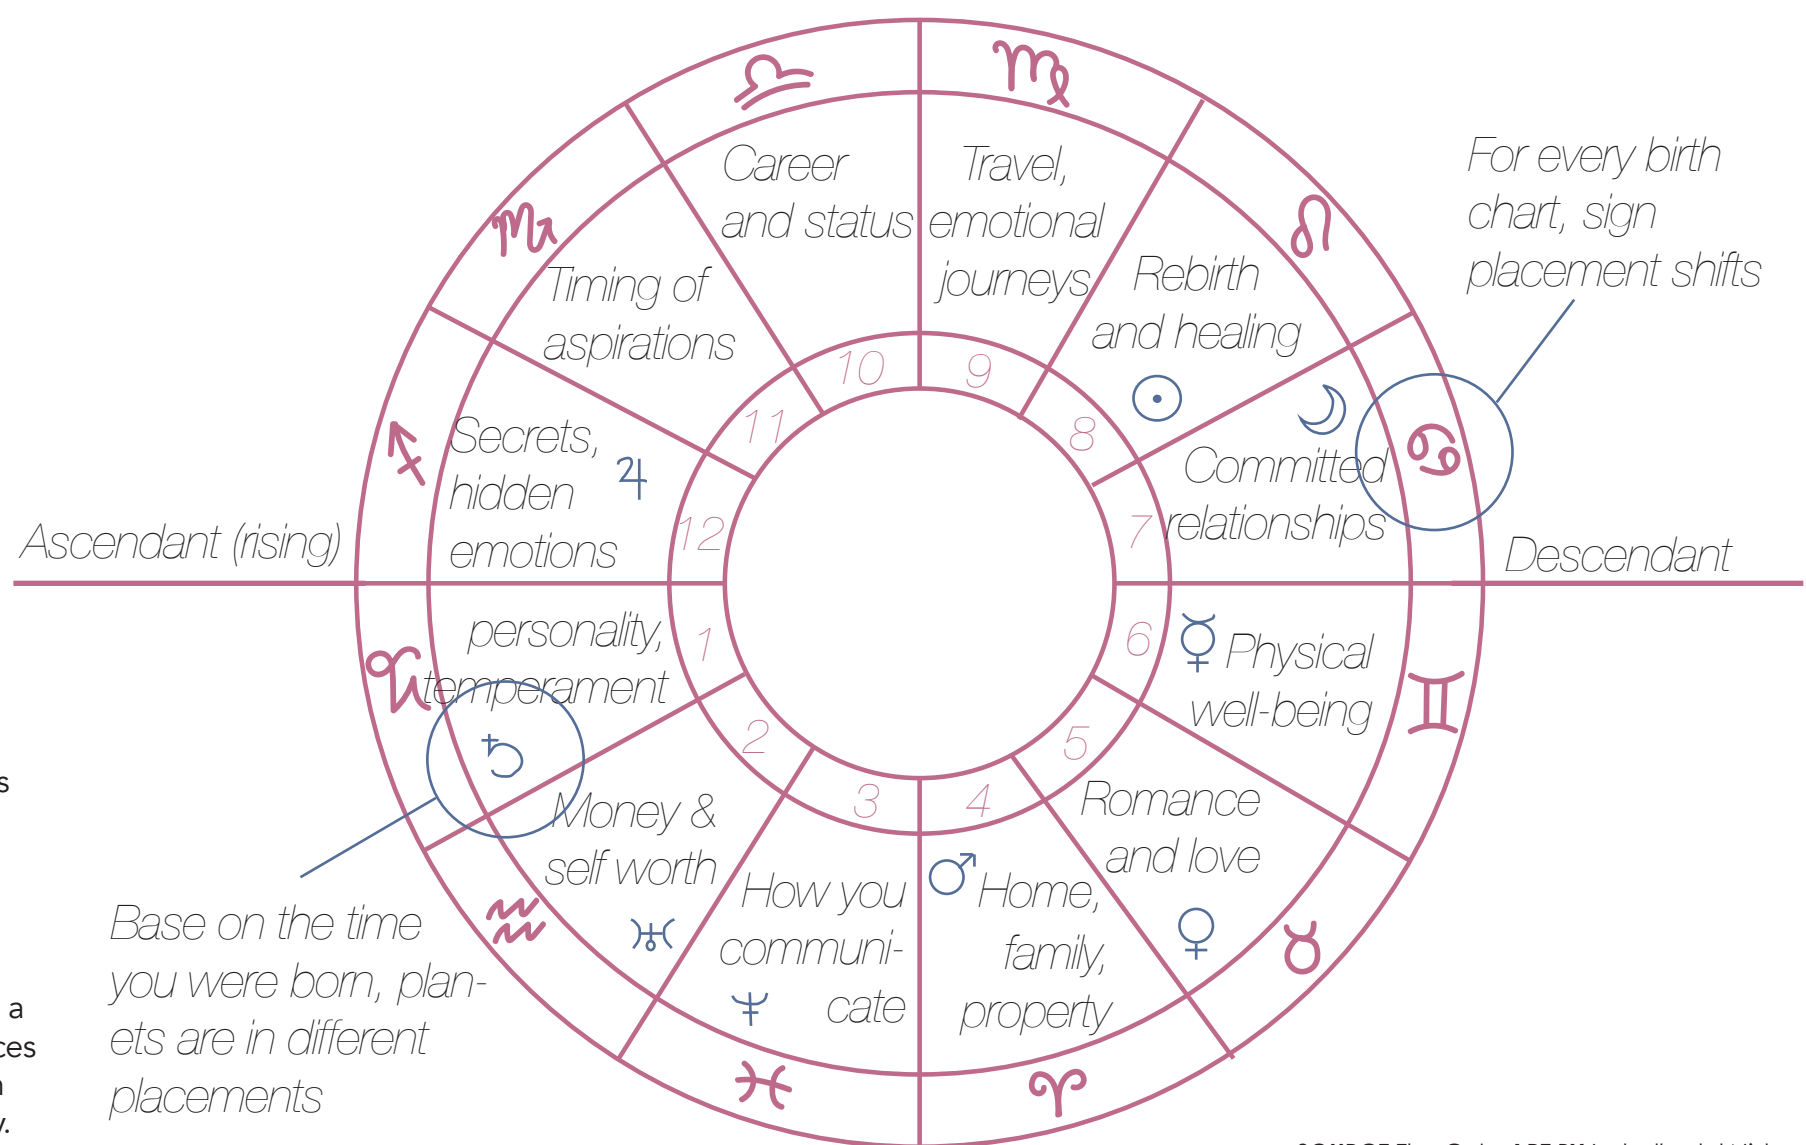 Career
and status
Travel,
emotional
journeys
For every birth
chart, sign
placement shifts
Timing of
aspirations
Rebirth
and healing
10
9
11
8
Secrets,
hidden
emotions
Committed
relationships
12
7
Ascendant (rising)
Descendant
personality,
temperament
1
6
Physical
well-being
2
5
3
4
Money &
self worth
Romance
and love
How you
communi-
cate
Home,
family,
property
Base on the time
you were born, plan-
ets are in different
placements
s
a